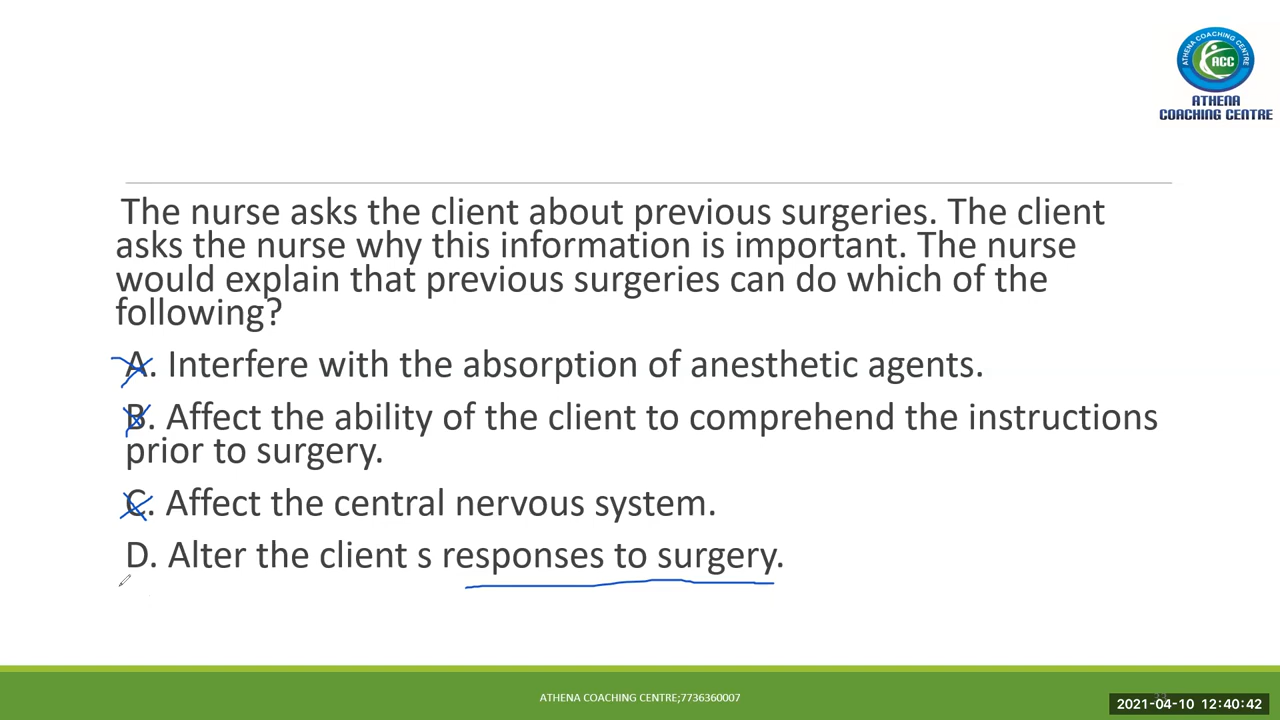 ATHENA COACHING CENTRE
ACC
ATHENA
COACHING CENTRE
The nurse asks the client about previous surgeries. The client
asks the nurse why this information is important. The nurse
would explain that previous surgeries can do which of the
following?
A. Interfere with the absorption of anesthetic agents.
B. Affect the ability of the client to comprehend the instructions
prior to surgery.
C. Affect the central nervous system.
D. Alter the client s responses to surgery.
ATHENA COACHING CENTRE;7736360007
2021-04-10 12:40:42